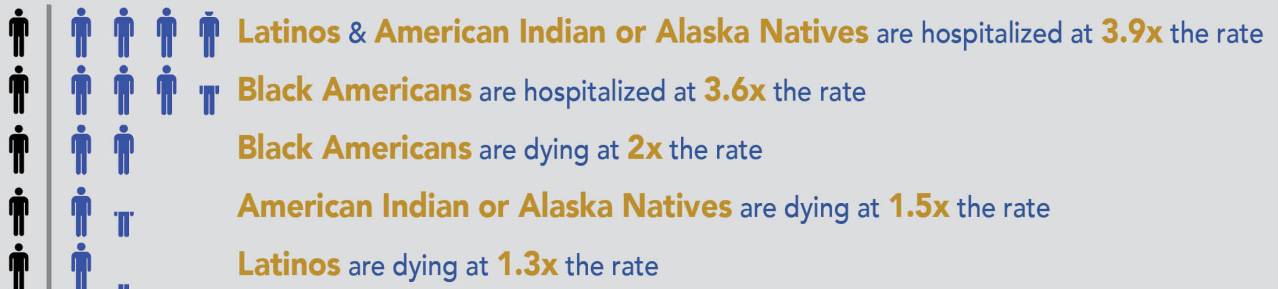 Latinos & American Indian or Alaska Natives are hospitalized at 3.9x the rate
Black Americans are hospitalized at 3.6x the rate
Black Americans are dying at 2x the rate
American Indian or Alaska Natives are dying at 1.5x the rate
Latinos are dying at 1.3x the rate